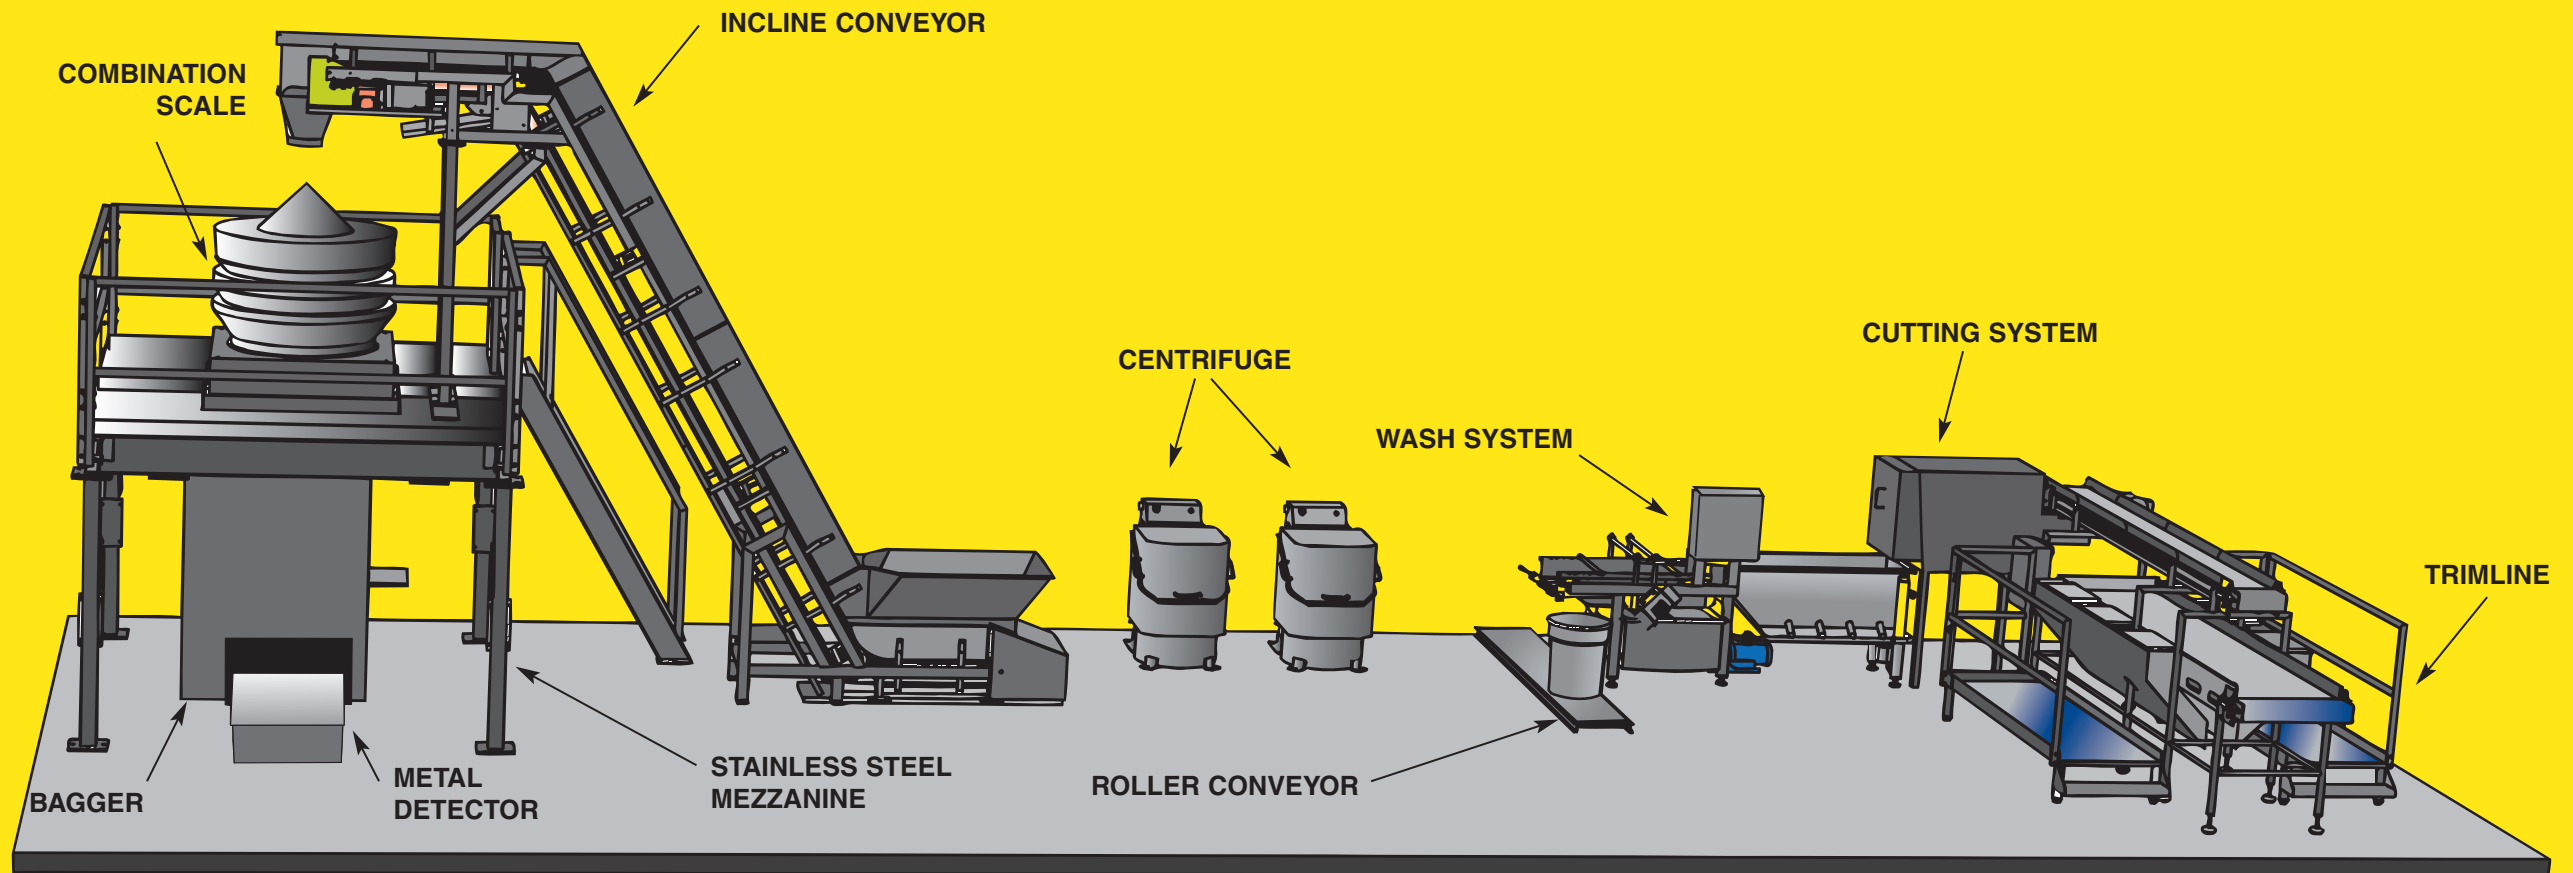 INCLINE CONVEYOR
COMBINATION
SCALE
CENTRIFUGE
CUTTING SYSTEM
WASH SYSTEM
TRIMLINE
STAINLESS STEEL
MEZZANINE
METAL
DETECTOR
BAGGER
ROLLER CONVEYOR